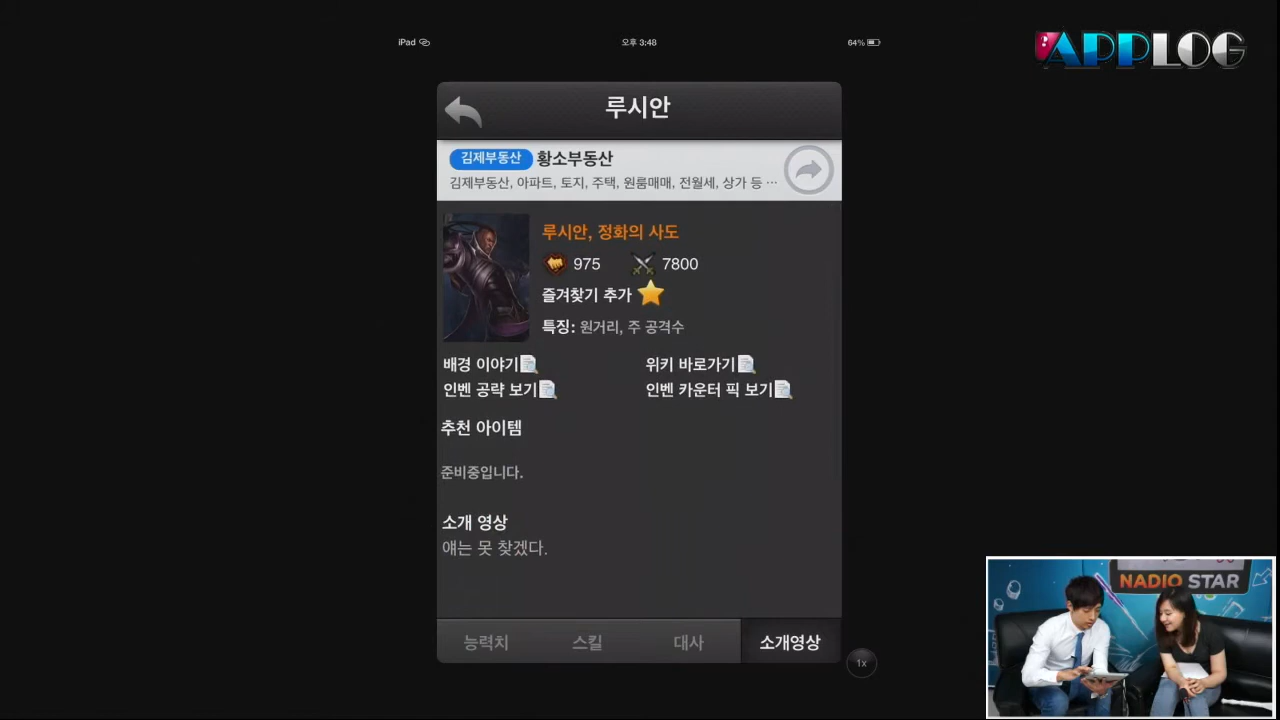 iPad 오후 3:48 64%
APPLOG
루시안
김제부동산 황소부동산
김제부동산, 아파트, 토지, 주택, 원룸매매, 전월세, 상가 등 ···
루시안, 정화의 사도
975 7800
즐겨찾기 추가
특징: 원거리, 주 공격수
배경 이야기 위키 바로가기
인벤 공략 보기 인벤 카운터 픽 보기
추천 아이템
준비중입니다.
소개 영상
얘는 못 찾겠다.
능력치 스킬 대사 소개영상
1x
NADIO STAR